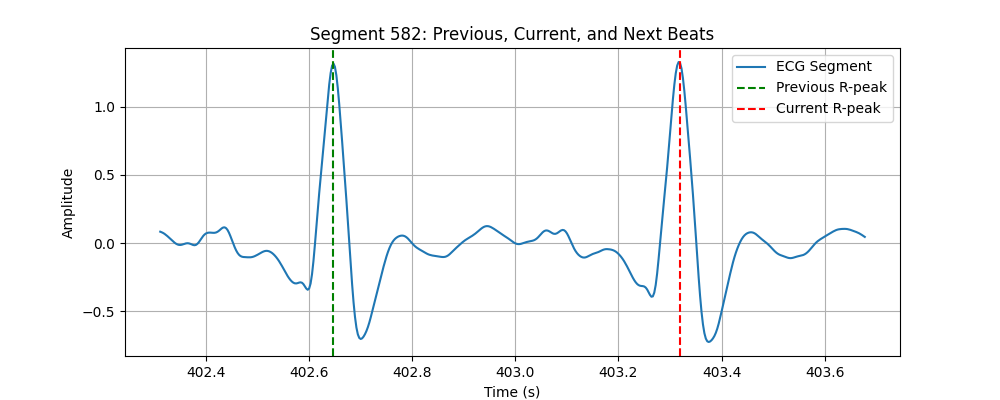 Segment 582: Previous, Current, and Next Beats
ECG Segment
Previous R-peak
Current R-peak
Amplitude
1.0
0.5
0.0
−0.5
402.4 402.6 402.8 403.0 403.2 403.4 403.6
Time (s)